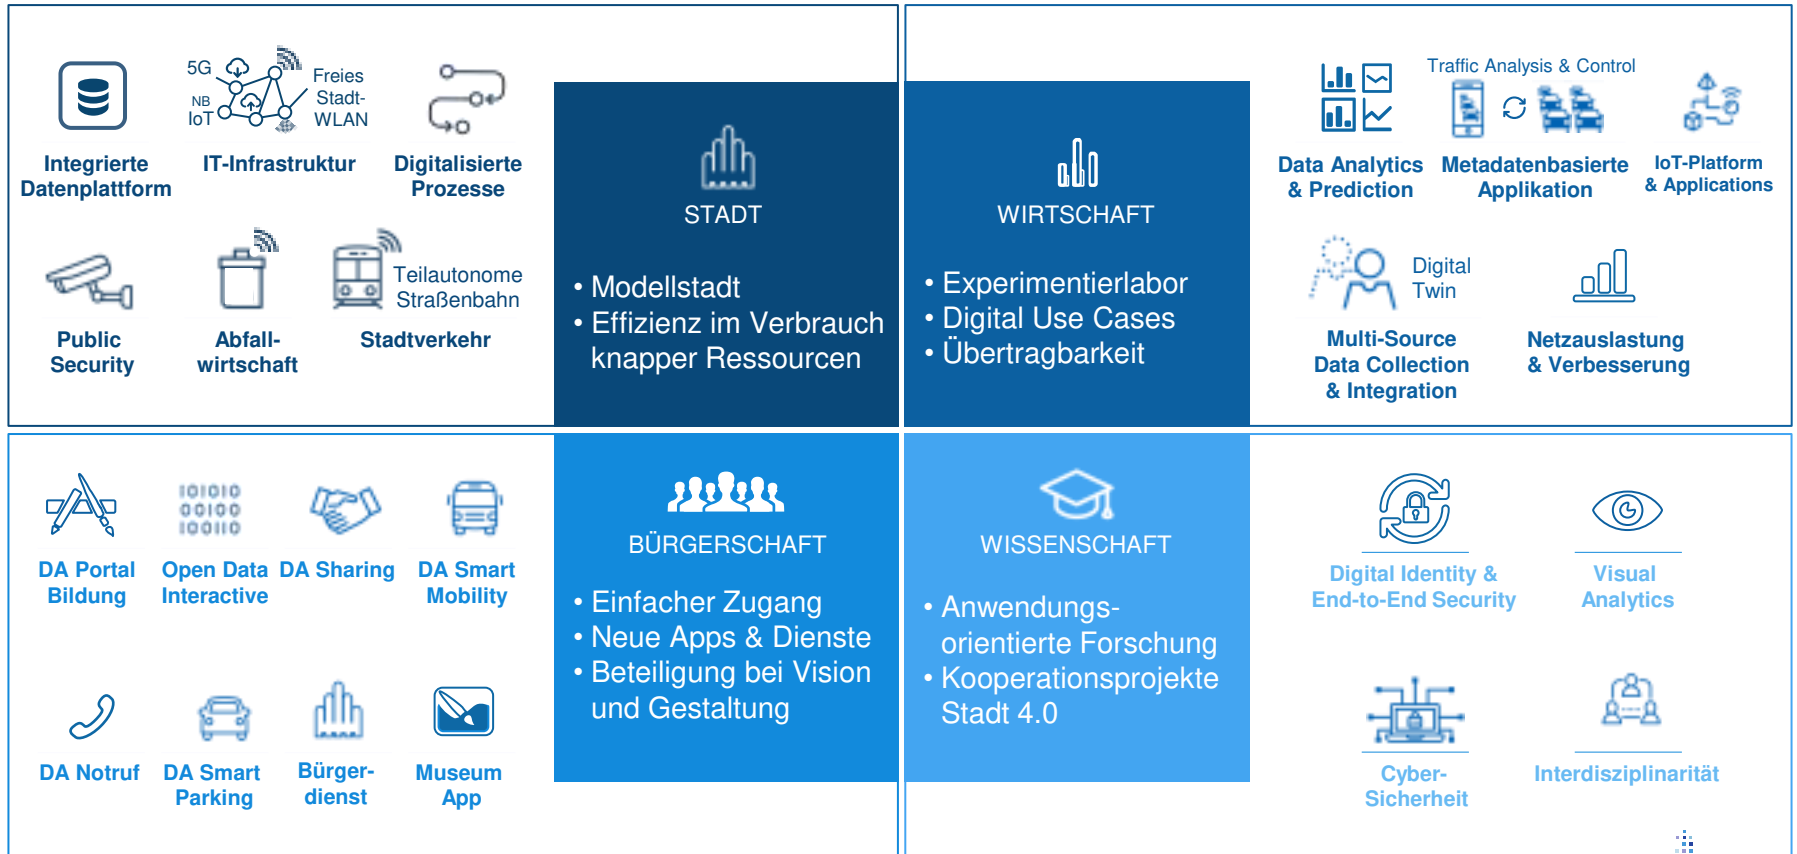 5G
NB
IoT
Freies
Stadt-
WLAN
Integrierte
Datenplattform
IT-Infrastruktur
Digitalisierte
Prozesse
Public
Security
Abfall-
wirtschaft
Teilautonome
Straßenbahn
Stadtverkehr
STADT
• Modellstadt
• Effizienz im Verbrauch
knapper Ressourcen
WIRTSCHAFT
• Experimentierlabor
• Digital Use Cases
• Übertragbarkeit
Traffic Analysis & Control
Data Analytics
& Prediction
Metadatenbasierte
Applikation
IoT-Platform
& Applications
Digital
Twin
Multi-Source
Data Collection
& Integration
Netzauslastung
& Verbesserung
101010
00100
100110
DA Portal
Bildung
Open Data
Interactive
DA Sharing
DA Smart
Mobility
DA Notruf
DA Smart
Parking
Bürger-
dienst
Museum
App
BÜRGERSCHAFT
• Einfacher Zugang
• Neue Apps & Dienste
• Beteiligung bei Vision
und Gestaltung
WISSENSCHAFT
• Anwendungs-
orientierte Forschung
• Kooperationsprojekte
Stadt 4.0
Digital Identity &
End-to-End Security
Visual
Analytics
Cyber-
Sicherheit
Interdisziplinarität